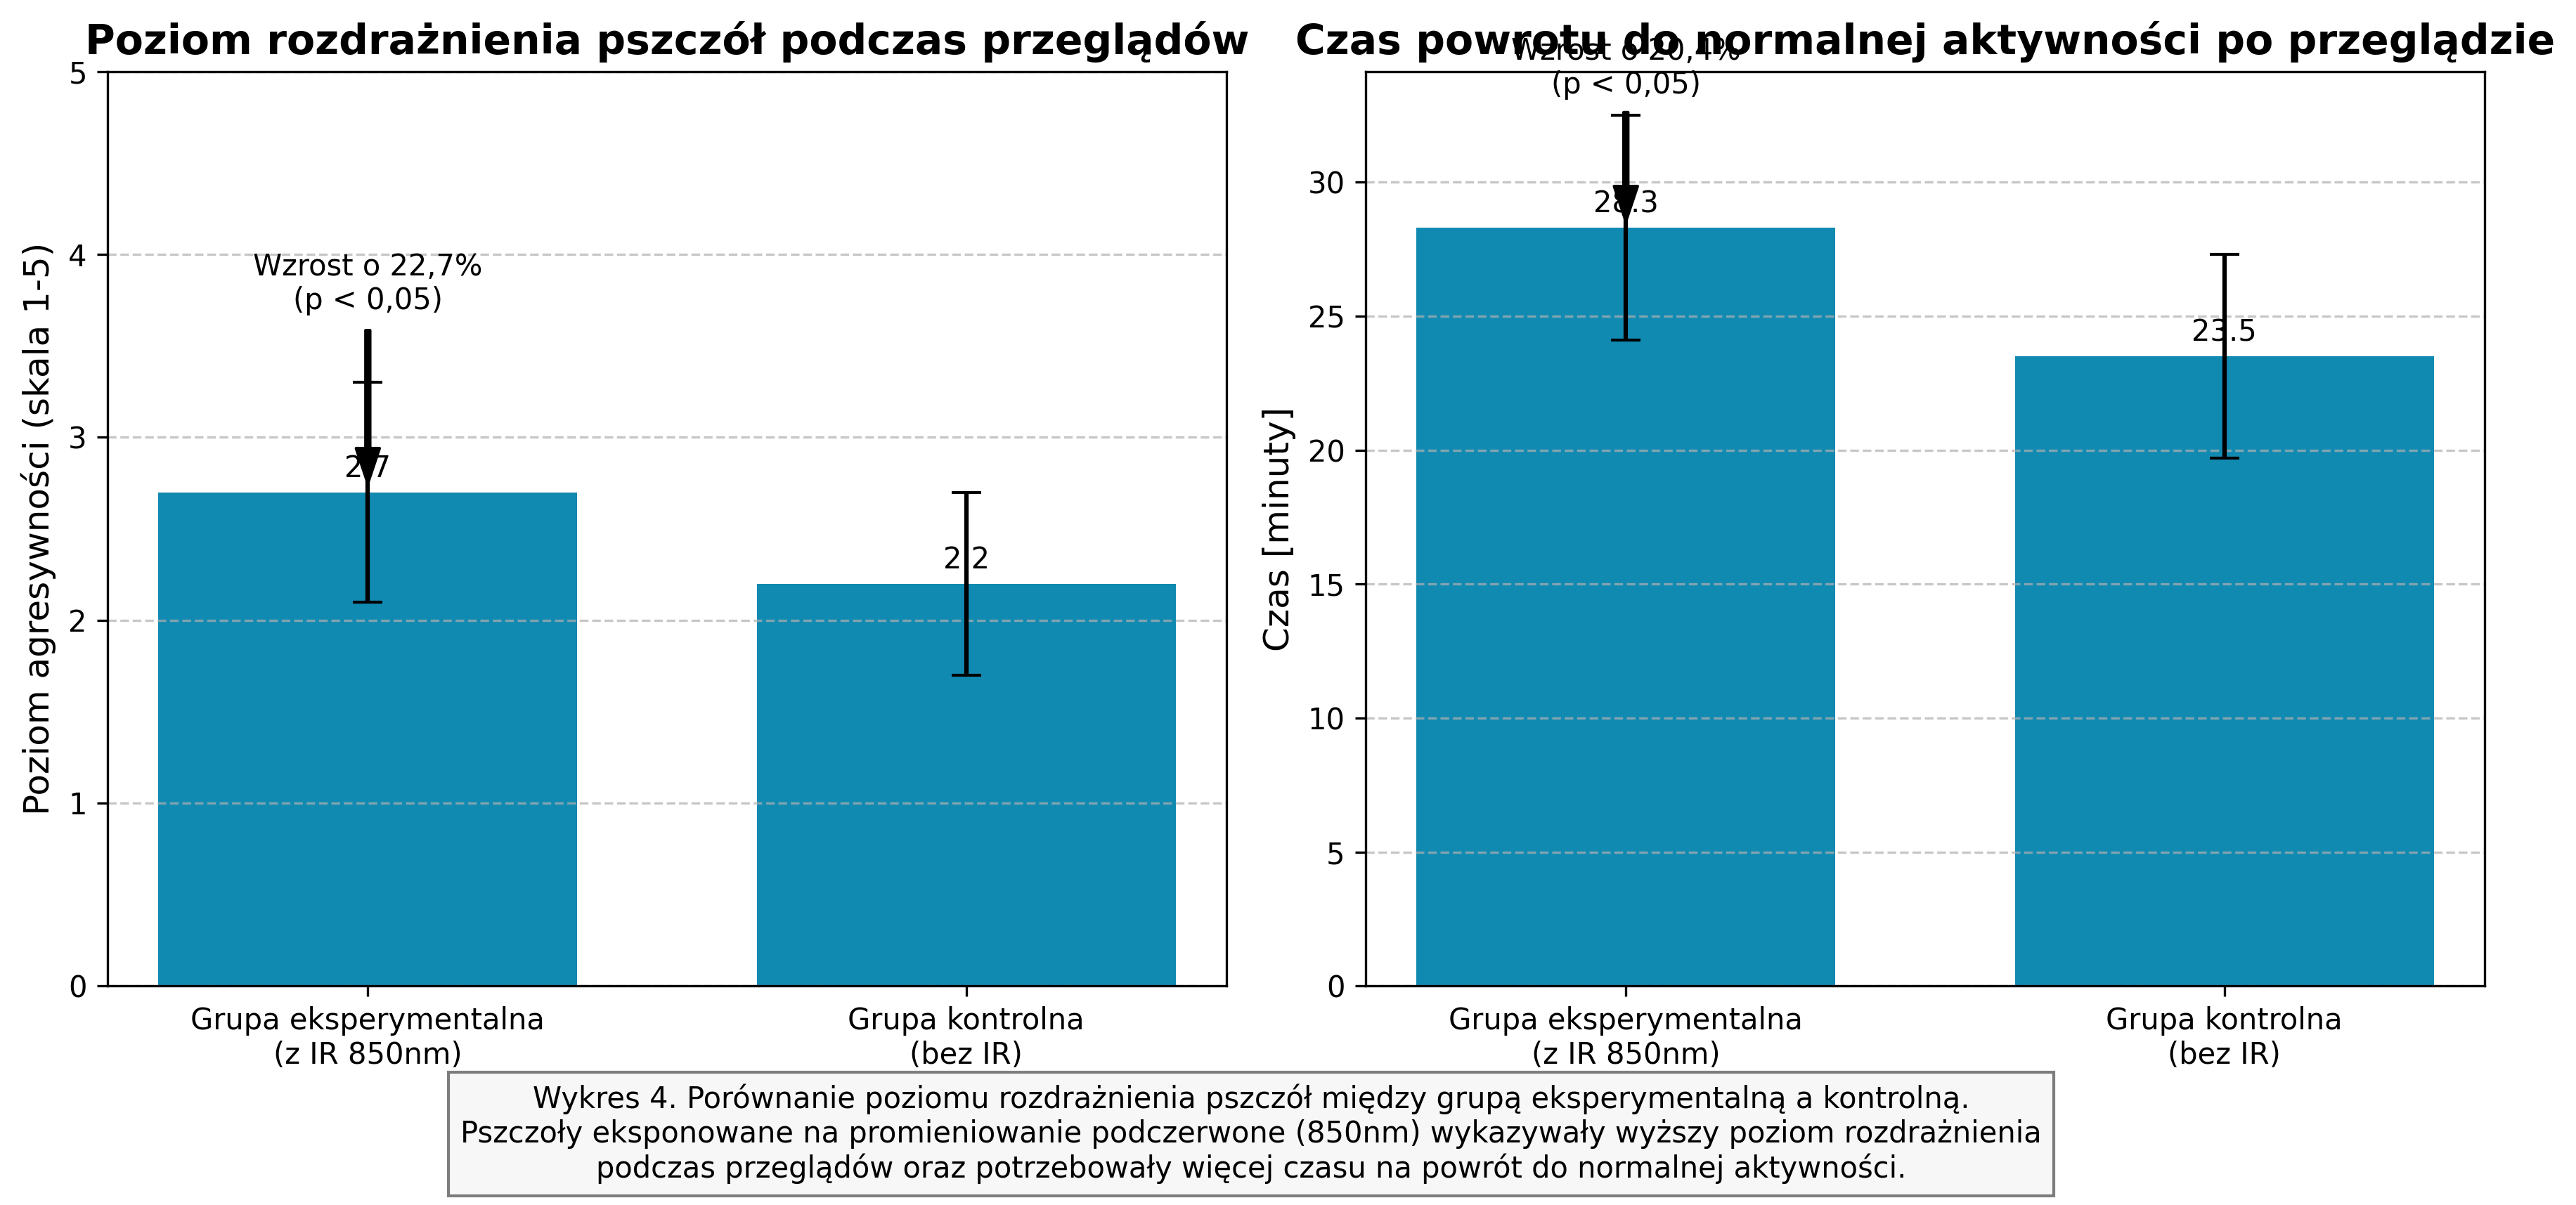 Poziom rozdrażnienia pszczół podczas przeglądów
Poziom agresywności (skala 1-5)
5
4
3
2
1
0
Wzrost o 22,7%
(p < 0,05)
2.7
2.2
Grupa eksperymentalna
(z IR 850nm)
Grupa kontrolna
(bez IR)
Czas powrotu do normalnej aktywności po przeglądzie
Czas [minuty]
30
25
20
15
10
5
0
Wzrost o 20,4%
(p < 0,05)
28.3
23.5
Grupa eksperymentalna
(z IR 850nm)
Grupa kontrolna
(bez IR)
Wykres 4. Porównanie poziomu rozdrażnienia pszczół między grupą eksperymentalną a kontrolną.
Pszczoły eksponowane na promieniowanie podczerwone (850nm) wykazywały wyższy poziom rozdrażnienia
podczas przeglądów oraz potrzebowały więcej czasu na powrót do normalnej aktywności.